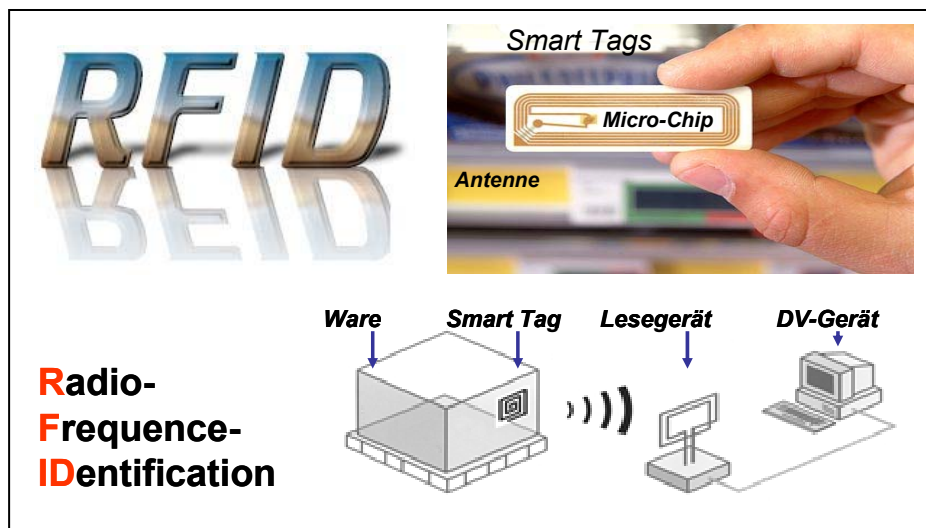 RFID
Smart Tags
Micro-Chip
Antenne
Ware Smart Tag Lesegerät DV-Gerät
Radio-
Frequence-
IDentification